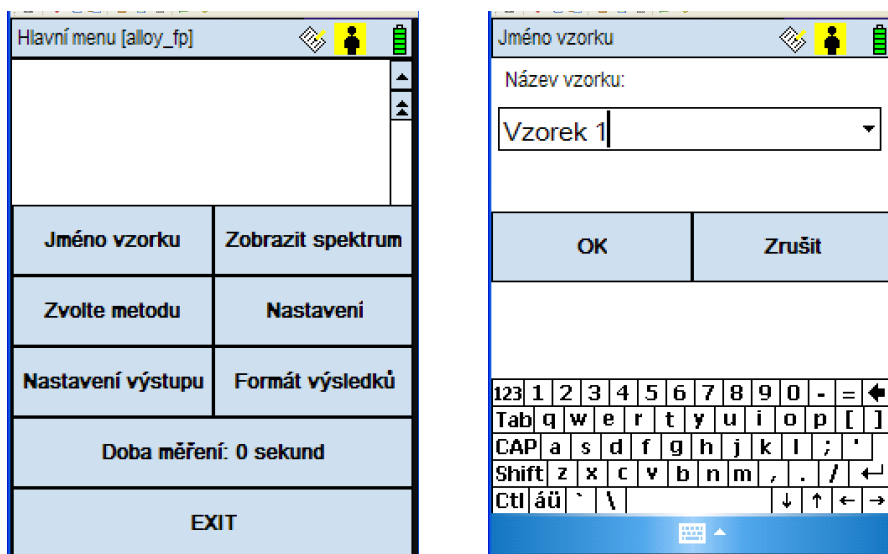 Hlavní menu [alloy_fp]
Jméno vzorku
Zobrazit spektrum
Zvolte metodu
Nastavení
Nastavení výstupu
Formát výsledků
Doba měření: 0 sekund
EXIT
Jméno vzorku
Název vzorku:
Vzorek 1
OK
Zrušit
123 1 2 3 4 5 6 7 8 9 0 - =
Tab q w e r t y u i o p [ ]
CAP a s d f g h j k l ; '
Shift z x c v b n m , . / ↵
Ctl áü ` \ ↓ ↑ ← →